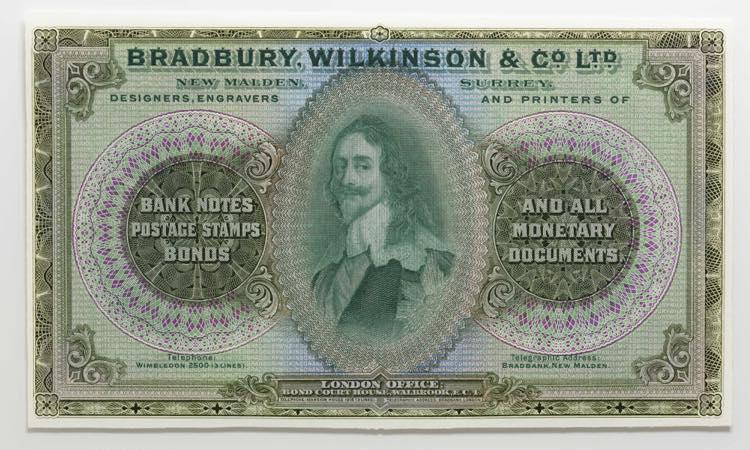 BRADBURY, WILKINSON & Co LTD
NEW MALDEN, SURREY.
DESIGNERS, ENGRAVERS AND PRINTERS OF
BANK NOTES
POSTAGE STAMPS
BONDS
AND ALL
MONETARY
DOCUMENTS.
Telephone:
WIMBLEDON 2500 (3 LINES).
Telegraphic Address:
BRADBANK, NEW MALDEN.
LONDON OFFICE:
BOND COURT HOUSE, WALBROOK, E.C.4.